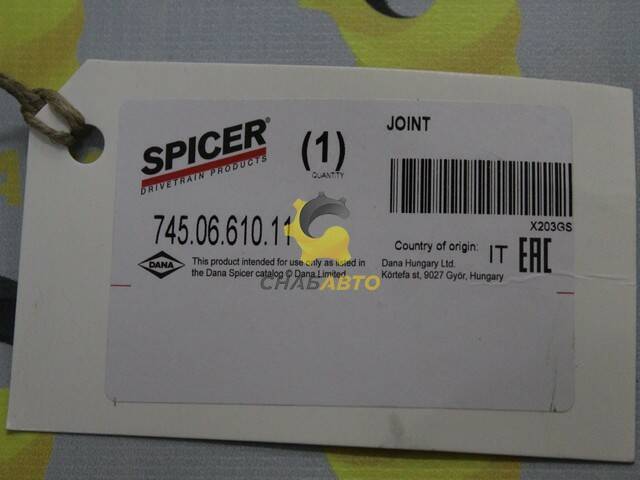 SPICER®
DRIVETRAIN PRODUCTS
(1)
QUANTITY
JOINT
X203GS
745.06.610.11
Country of origin: IT EAC
DANA
This product intended for use only as listed in
the Dana Spicer catalog © Dana Limited
Dana Hungary Ltd.
Körtefa st, 9027 Györ, Hungary
СНАБАВТО